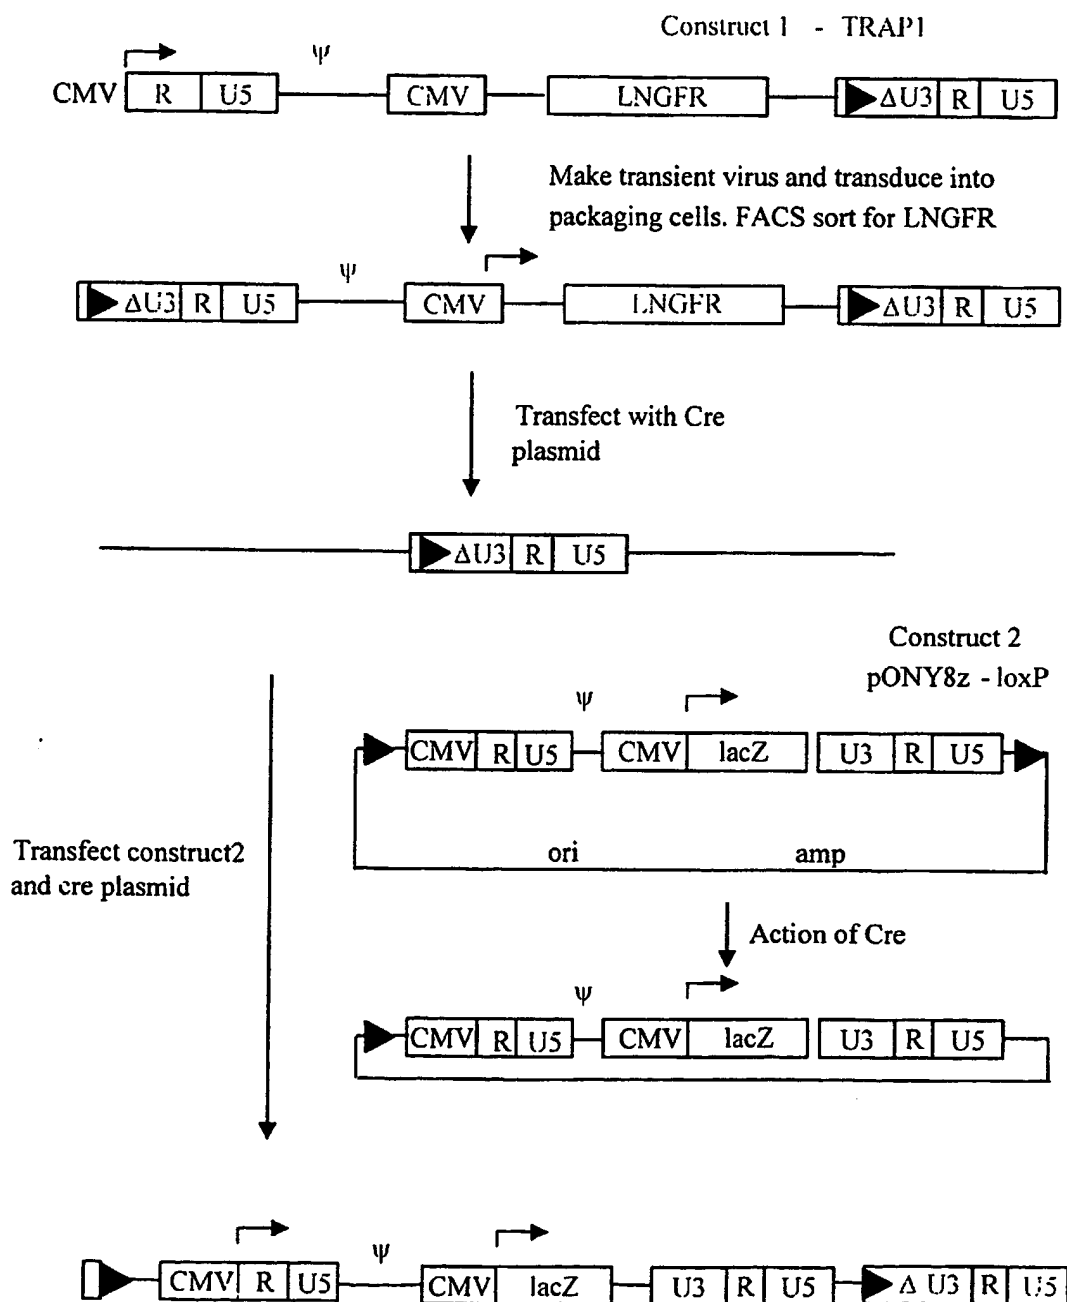 Construct 1 - TRAP1
ψ
CMV R U5 CMV LNGFR ΔU3 R U5
Make transient virus and transduce into
packaging cells. FACS sort for LNGFR
ψ
ΔU3 R U5 CMV LNGFR ΔU3 R U5
Transfect with Cre
plasmid
ΔU3 R U5
Construct 2
pONY8z - loxP
ψ
CMV R U5 CMV lacZ U3 R U5
ori amp
Transfect construct2
and cre plasmid
Action of Cre
ψ
CMV R U5 CMV lacZ U3 R U5
ψ
CMV R U5 CMV lacZ U3 R U5 Δ U3 R U5